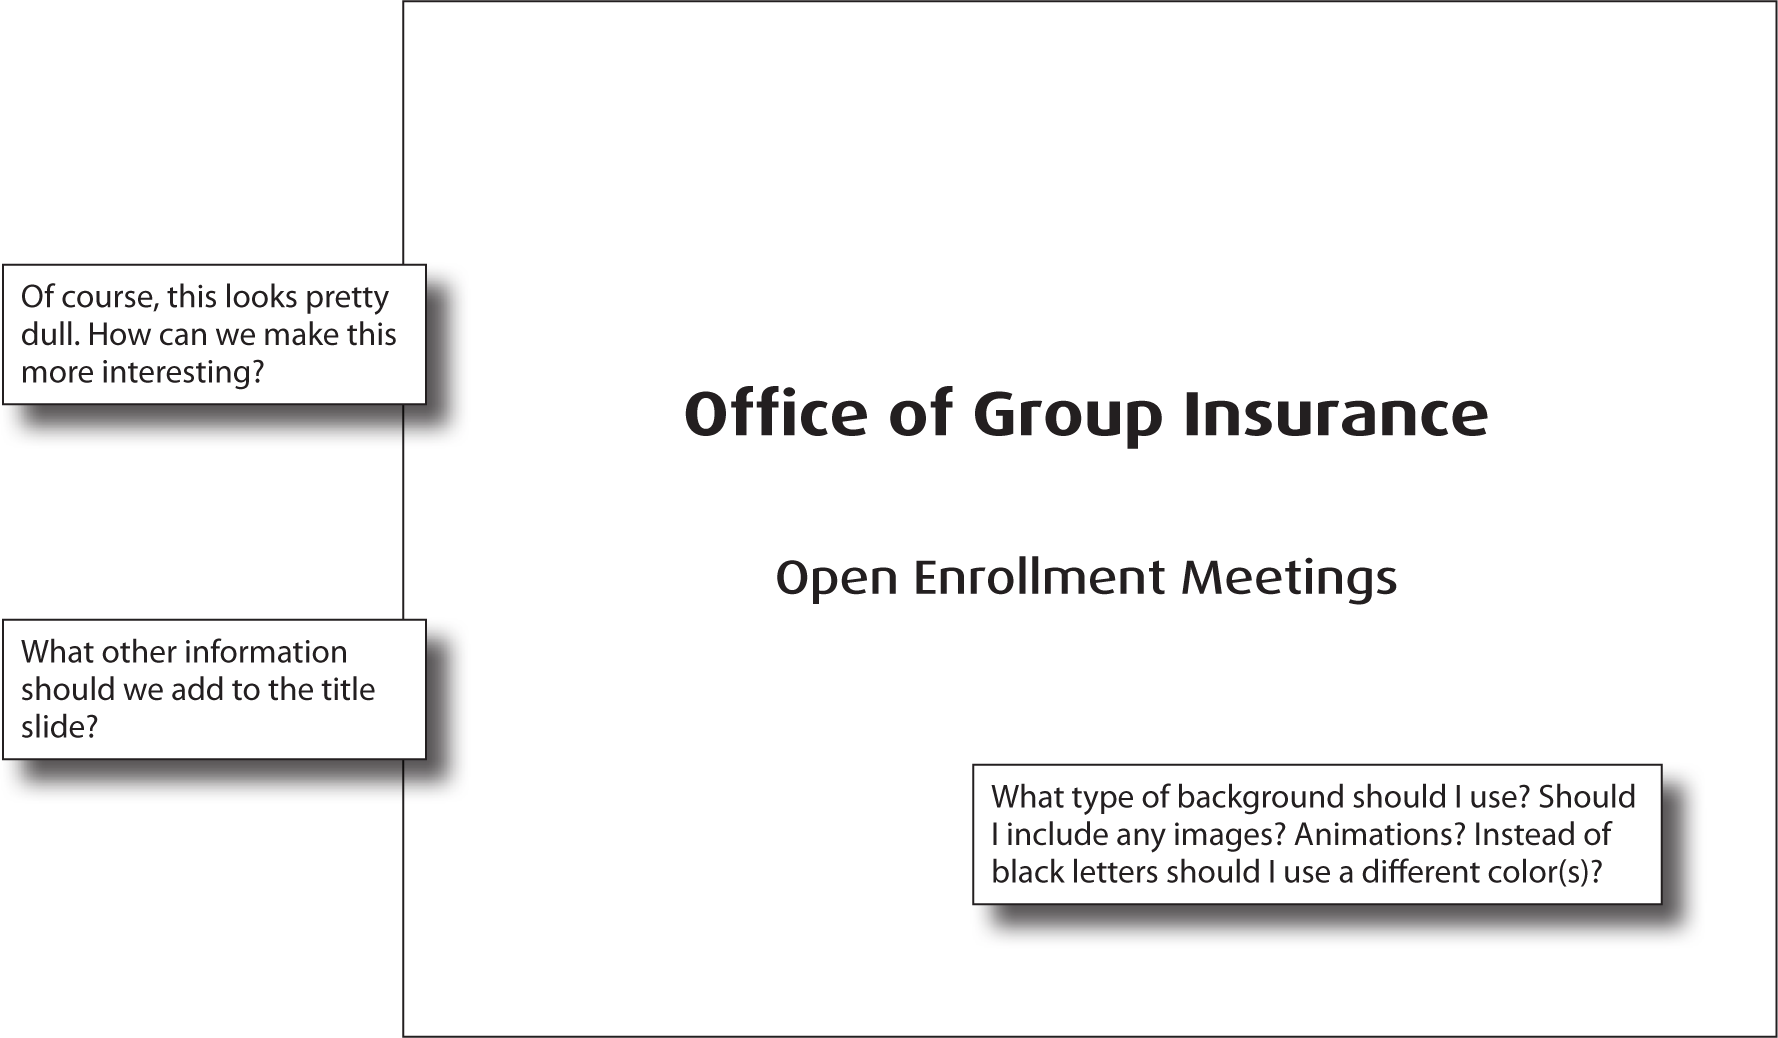 Of course, this looks pretty
dull. How can we make this
more interesting?
Office of Group Insurance
Open Enrollment Meetings
What other information
should we add to the title
slide?
What type of background should I use? Should
I include any images? Animations? Instead of
black letters should I use a different color(s)?